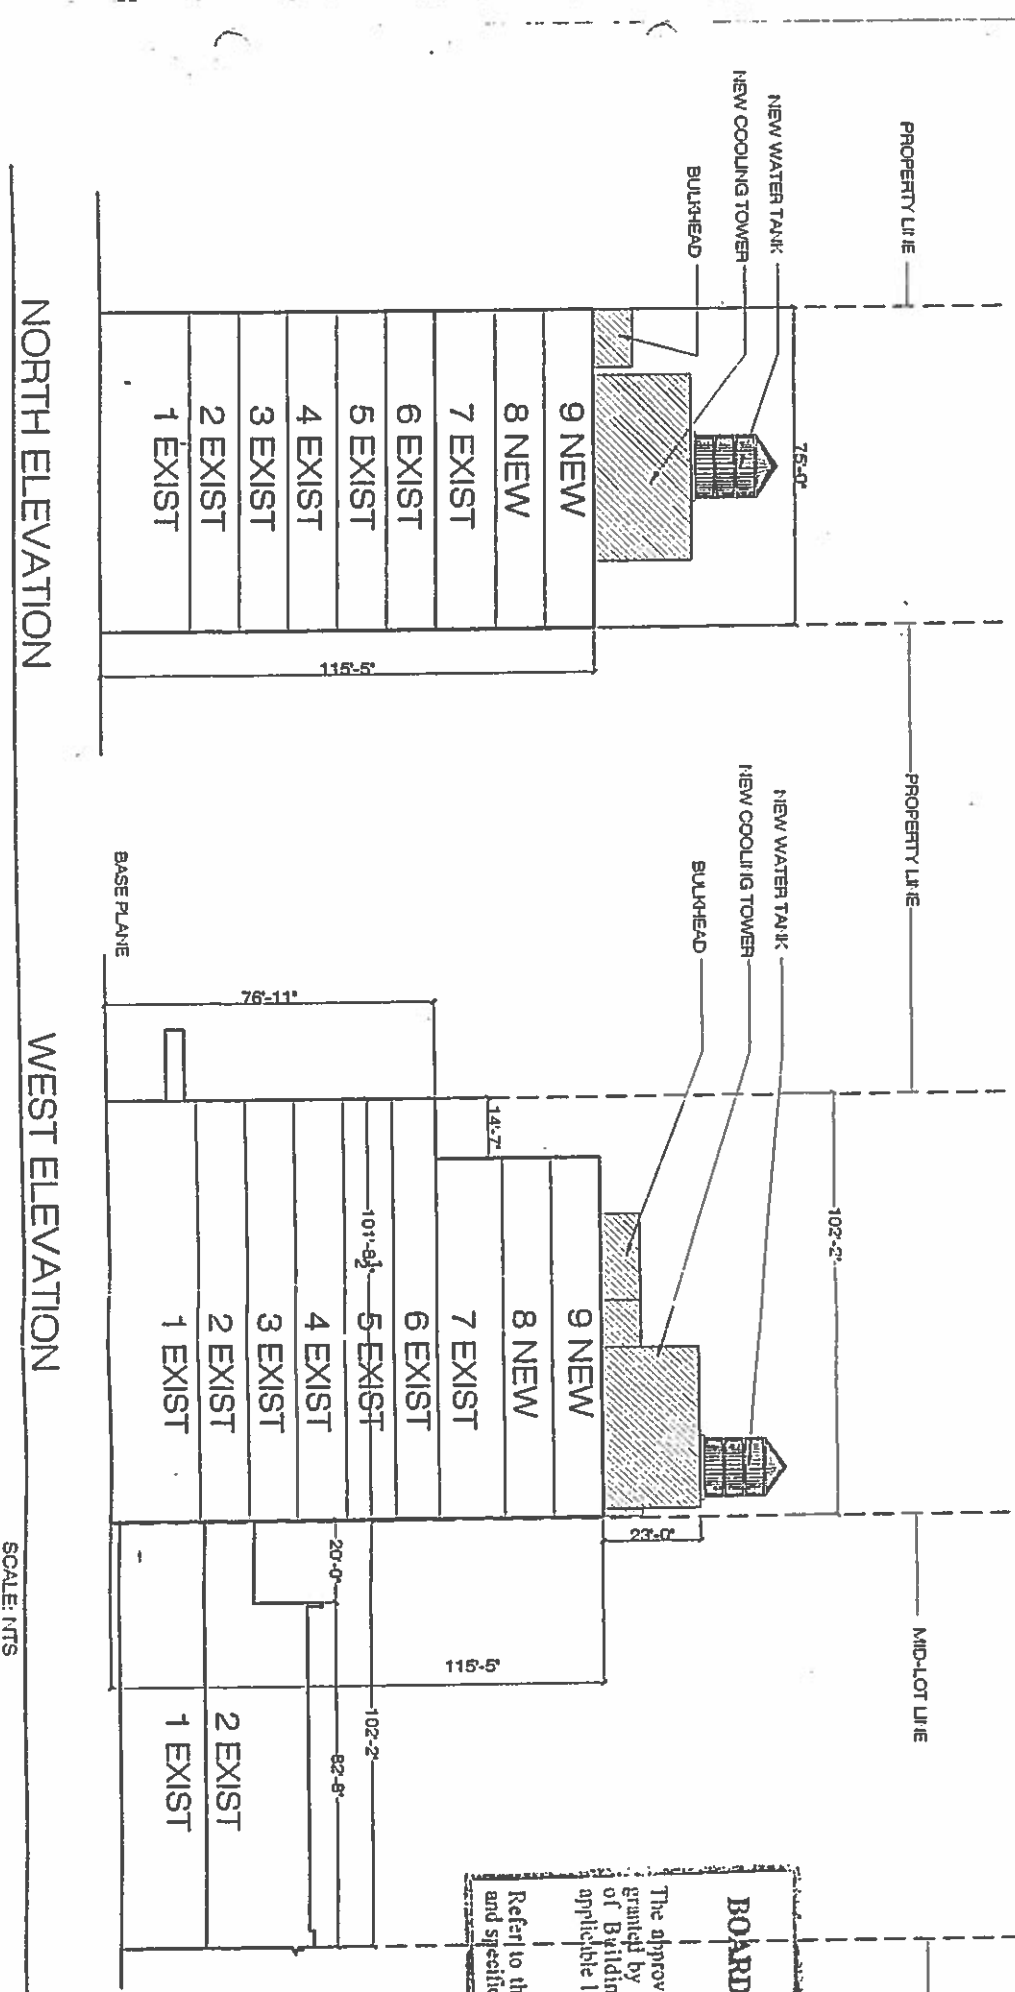 PROPERTY LINE
NEW WATER TANK
NEW COOLING TOWER
BULKHEAD
75'-0"
9 NEW
8 NEW
7 EXIST
6 EXIST
5 EXIST
4 EXIST
3 EXIST
2 EXIST
1 EXIST
115'-5"
NORTH ELEVATION
PROPERTY LINE
NEW WATER TANK
NEW COOLING TOWER
BULKHEAD
BASE PLANE
76'-11"
14'-7"
102'-2"
101'-8½"
9 NEW
8 NEW
7 EXIST
6 EXIST
5 EXIST
4 EXIST
3 EXIST
2 EXIST
1 EXIST
23'-0"
MID-LOT LINE
20'-0"
115'-5"
102'-2"
82'-8"
2 EXIST
1 EXIST
WEST ELEVATION
SCALE: NTS
BOARD
The approv
granted by
of Buildin
applicable l
Refer to th
and specific